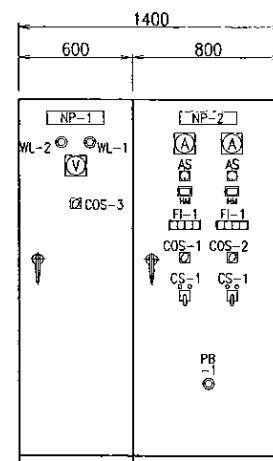 1400
600 800
NP-1 NP-2
WL-2 WL-1
V A A
AS AS
COS-3 HM HM
FI-1 FI-1
COS-1 COS-2
CS-1 CS-1
PB
-1